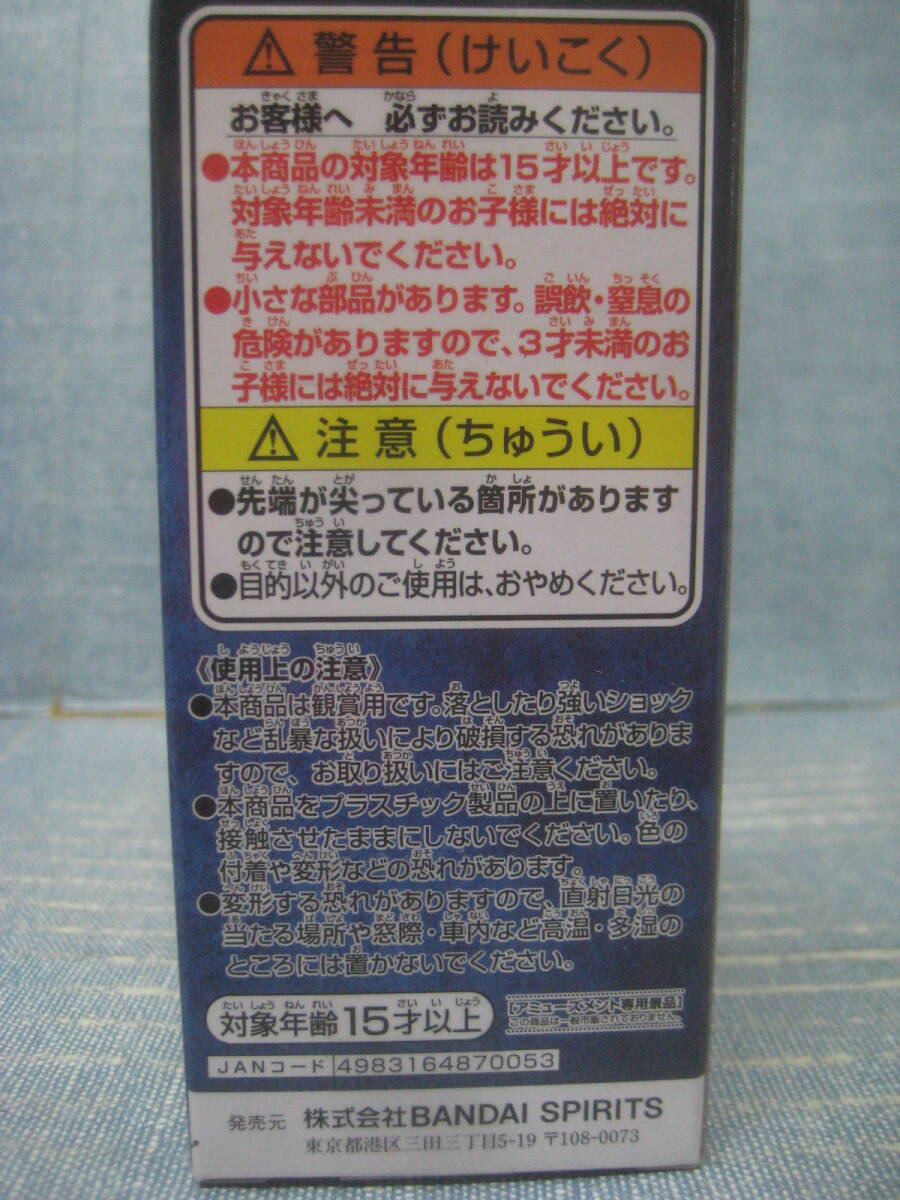 ⚠ 警告(けいこく)
お客様へ 必ずお読みください。
●本商品の対象年齢は15才以上です。
対象年齢未満のお子様には絶対に
与えないでください。
●小さな部品があります。誤飲・窒息の
危険がありますので、3才未満のお
子様には絶対に与えないでください。
⚠ 注意(ちゅうい)
●先端が尖っている箇所があります
ので注意してください。
●目的以外のご使用は、おやめください。
《使用上の注意》
●本商品は観賞用です。落としたり強いショック
など乱暴な扱いにより破損する恐れがありま
すので、お取り扱いにはご注意ください。
●本商品をプラスチック製品の上に置いたり、
接触させたままにしないでください。色の
付着や変形などの恐れがあります。
●変形する恐れがありますので、直射日光の
当たる場所や窓際・車内など高温・多湿の
ところには置かないでください。
対象年齢15才以上
[アミューズメント専用景品]
この商品は一般市販されておりません。
JANコード 4983164870053
発売元 株式会社BANDAI SPIRITS
東京都港区三田三丁目5-19 〒108-0073